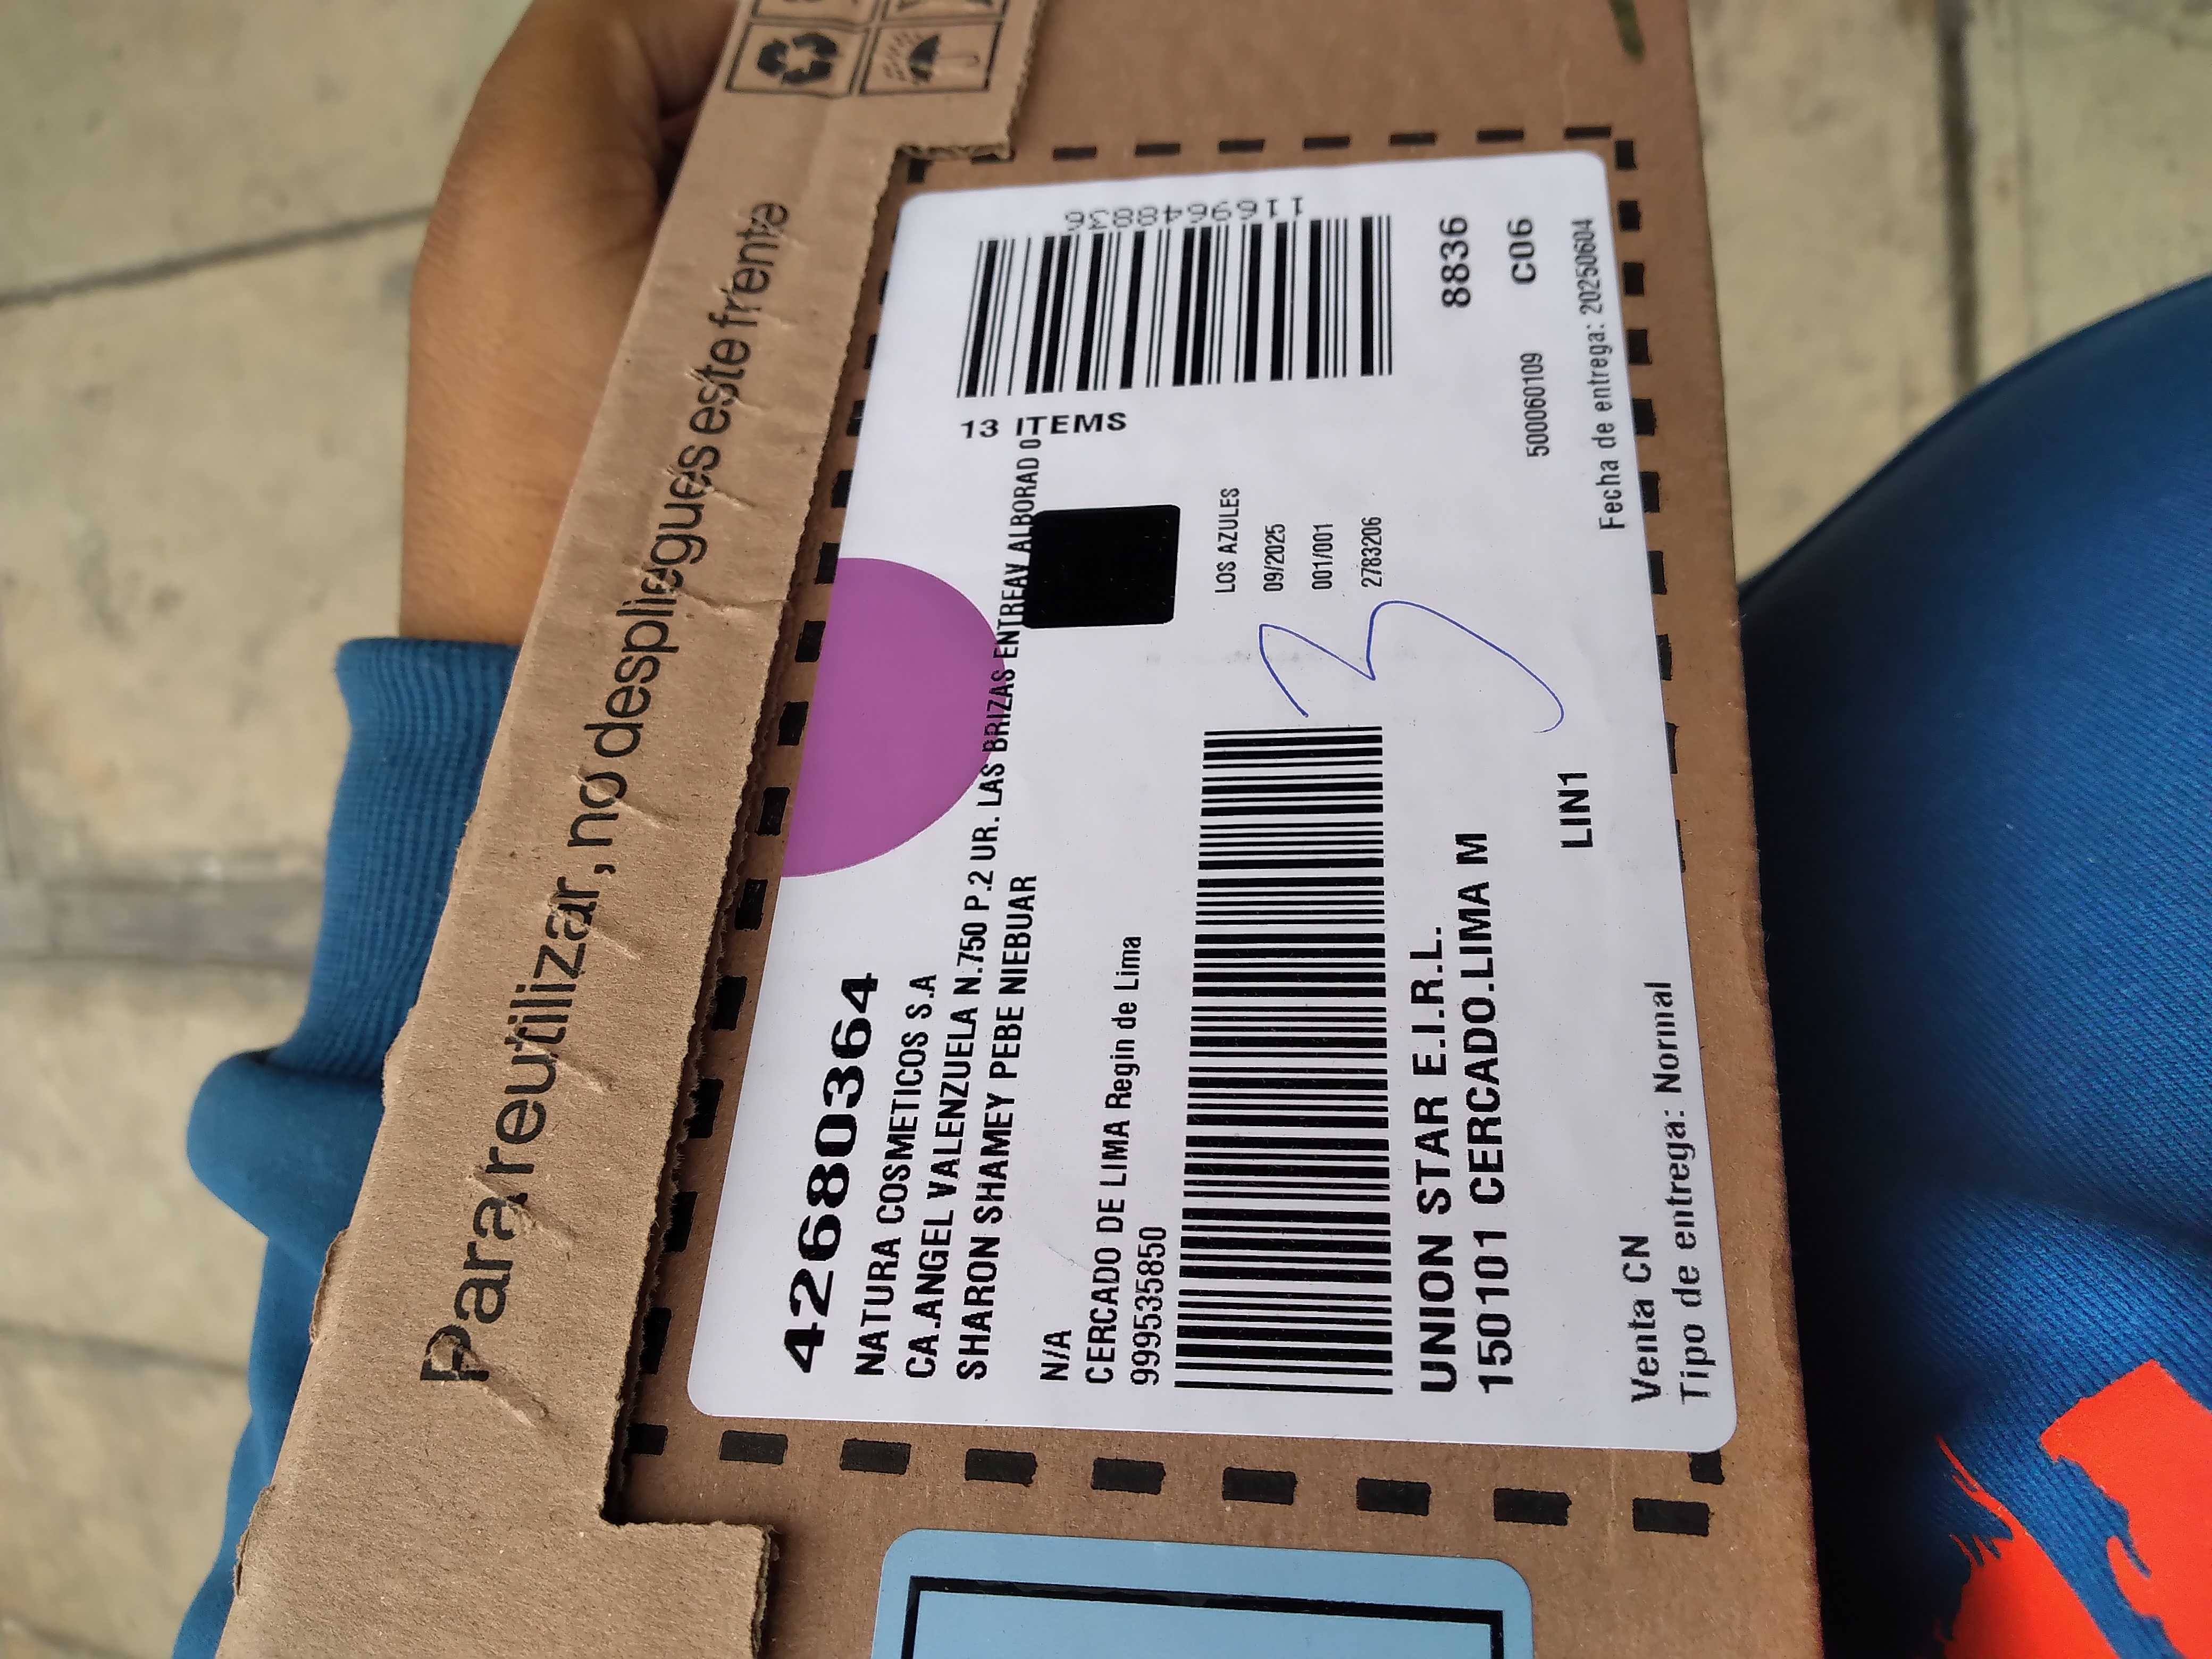 Para reutilizar, no despliegues este frente
42680364
NATURA COSMETICOS S.A
CA.ANGEL VALENZUELA N.750 P.2 UR. LAS BRIZAS ENTREAV ALBORAD O
SHARON SHAMEY PEBE NIEBUAR
N/A
CERCADO DE LIMA Regin de Lima
999535850
13 ITEMS
1169648836
LOS AZULES
09/2025
001/001
2783206
3
UNION STAR E.I.R.L.
150101 CERCADO.LIMA M
8836
C06
LIN1
500060109
Venta CN
Tipo de entrega: Normal
Fecha de entrega: 20250604